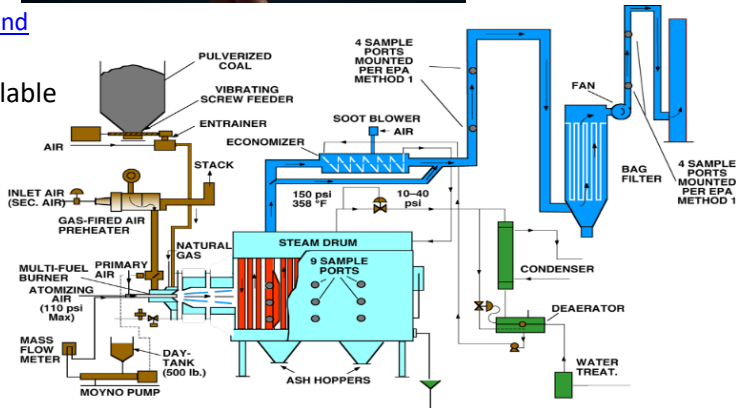 nd
lable
PULVERIZED
COAL
VIBRATING
SCREW FEEDER
ENTRAINER
AIR
STACK
INLET AIR
(SEC. AIR)
GAS-FIRED AIR
PREHEATER
ECONOMIZER
SOOT BLOWER
AIR
4 SAMPLE
PORTS
MOUNTED
PER EPA
METHOD 1
FAN
BAG
FILTER
4 SAMPLE
PORTS
MOUNTED
PER EPA
METHOD 1
150 psi
358 °F
10–40
psi
NATURAL
GAS
STEAM DRUM
9 SAMPLE
PORTS
MULTI-FUEL
BURNER
PRIMARY
AIR
ATOMIZING
AIR
(110 psi
Max)
CONDENSER
DEAERATOR
MASS
FLOW
METER
DAY-
TANK
(500 lb.)
MOYNO PUMP
ASH HOPPERS
WATER
TREAT.